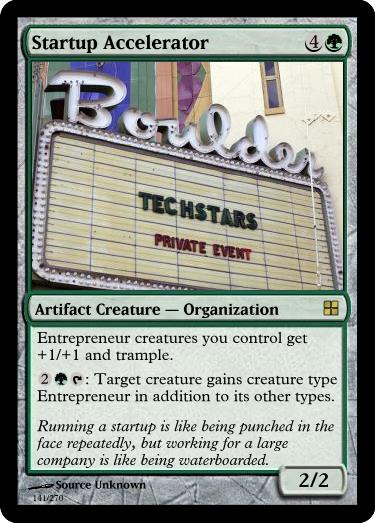 Startup Accelerator 4
Boulder
TECHSTARS
PRIVATE EVENT
Artifact Creature — Organization
Entrepreneur creatures you control get
+1/+1 and trample.
2 : Target creature gains creature type
Entrepreneur in addition to its other types.
Running a startup is like being punched in the
face repeatedly, but working for a large
company is like being waterboarded.
2/2
Source Unknown
141/270